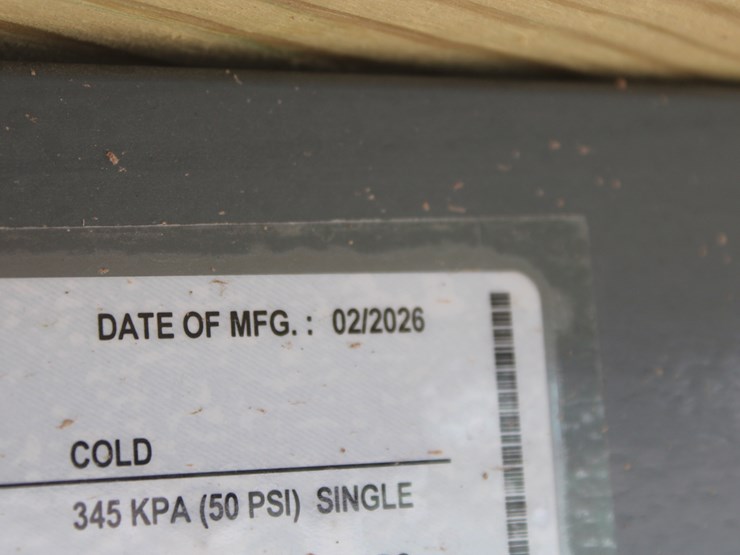 DATE OF MFG. : 02/2026
COLD
345 KPA (50 PSI) SINGLE